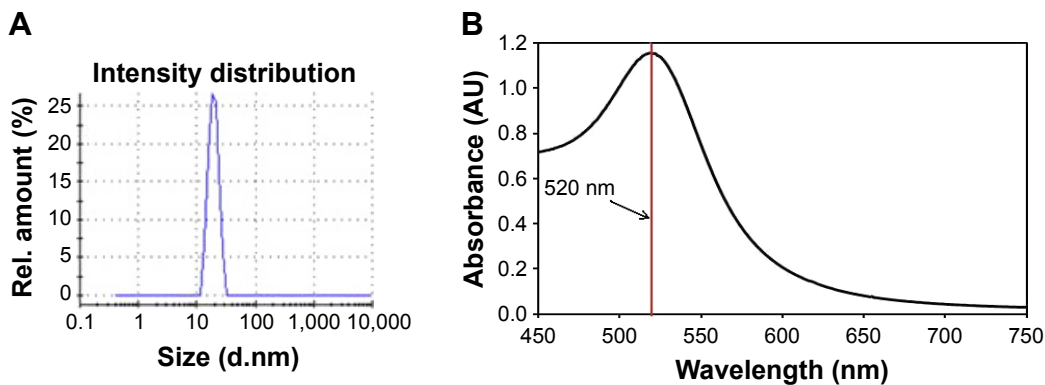 A
Intensity distribution
Rel. amount (%)
25
20
15
10
5
0
0.1 1 10 100 1,000 10,000
Size (d.nm)
B
Absorbance (AU)
1.2
1.0
0.8
0.6
0.4
0.2
0.0
520 nm
450 500 550 600 650 700 750
Wavelength (nm)